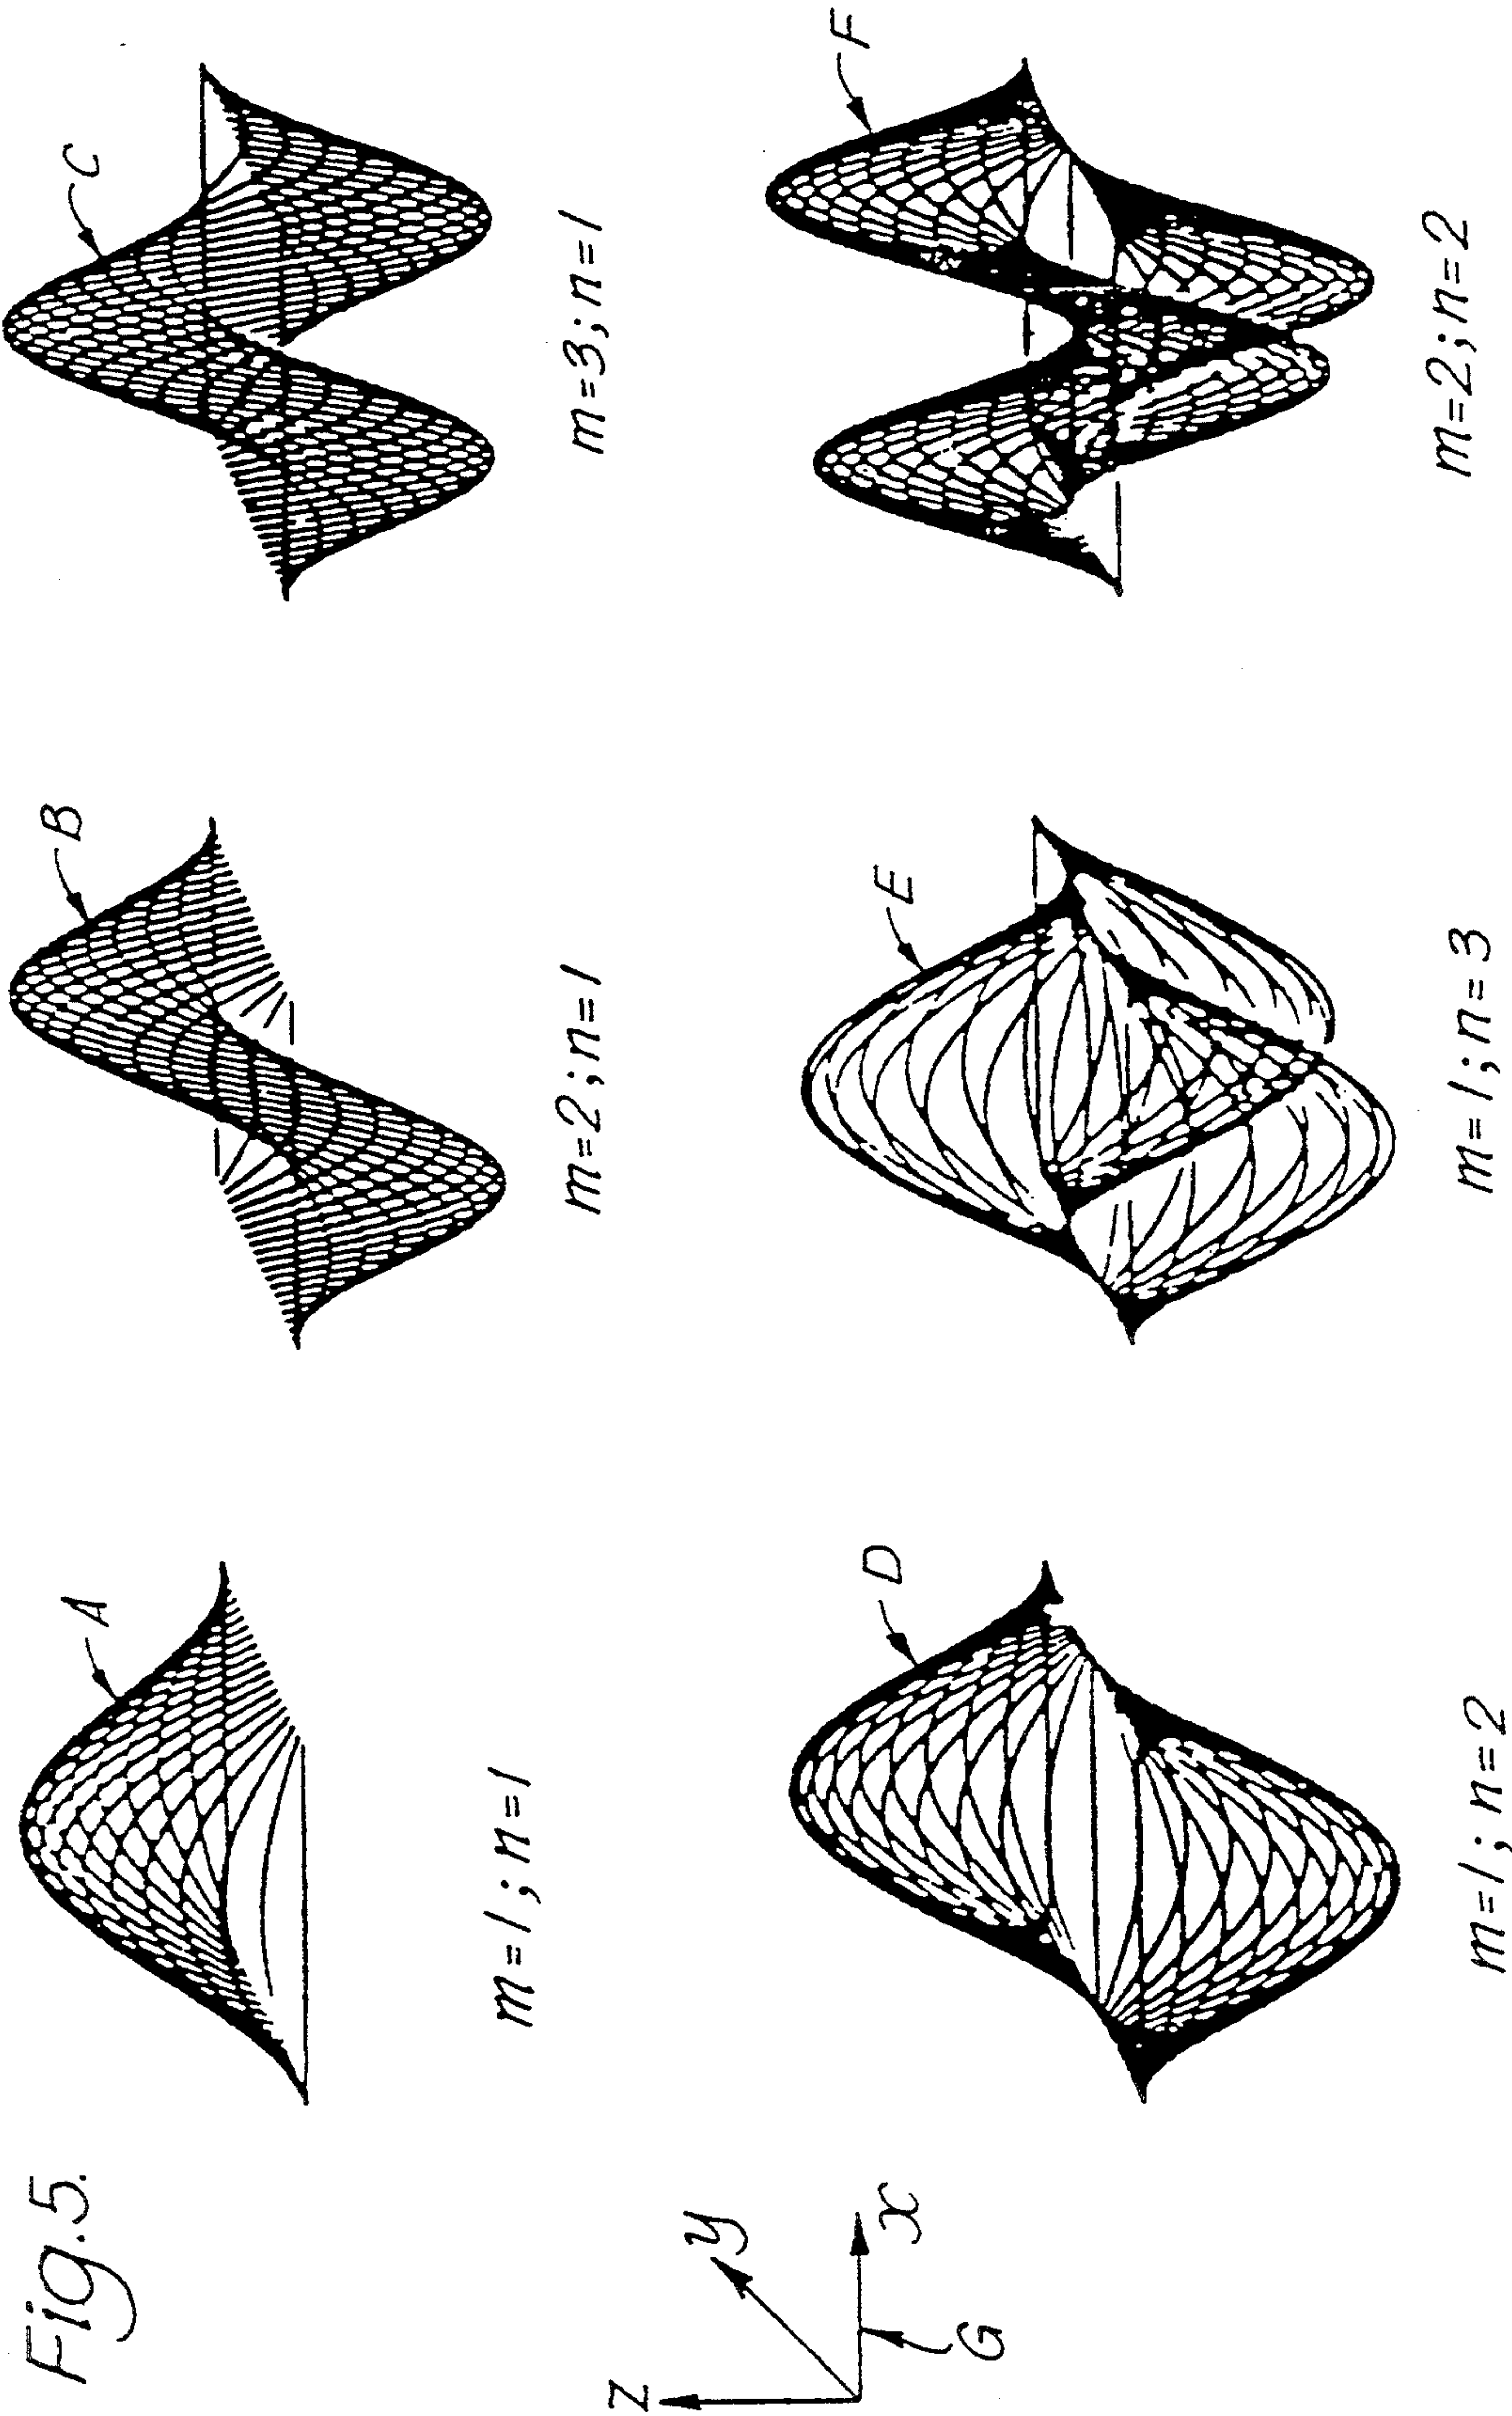 Fig.5.
A
B
C
m=1; n=1
m=2; n=1
m=3; n=1
z
y
x
G
D
E
F
m=1; n=2
m=1; n=3
m=2; n=2